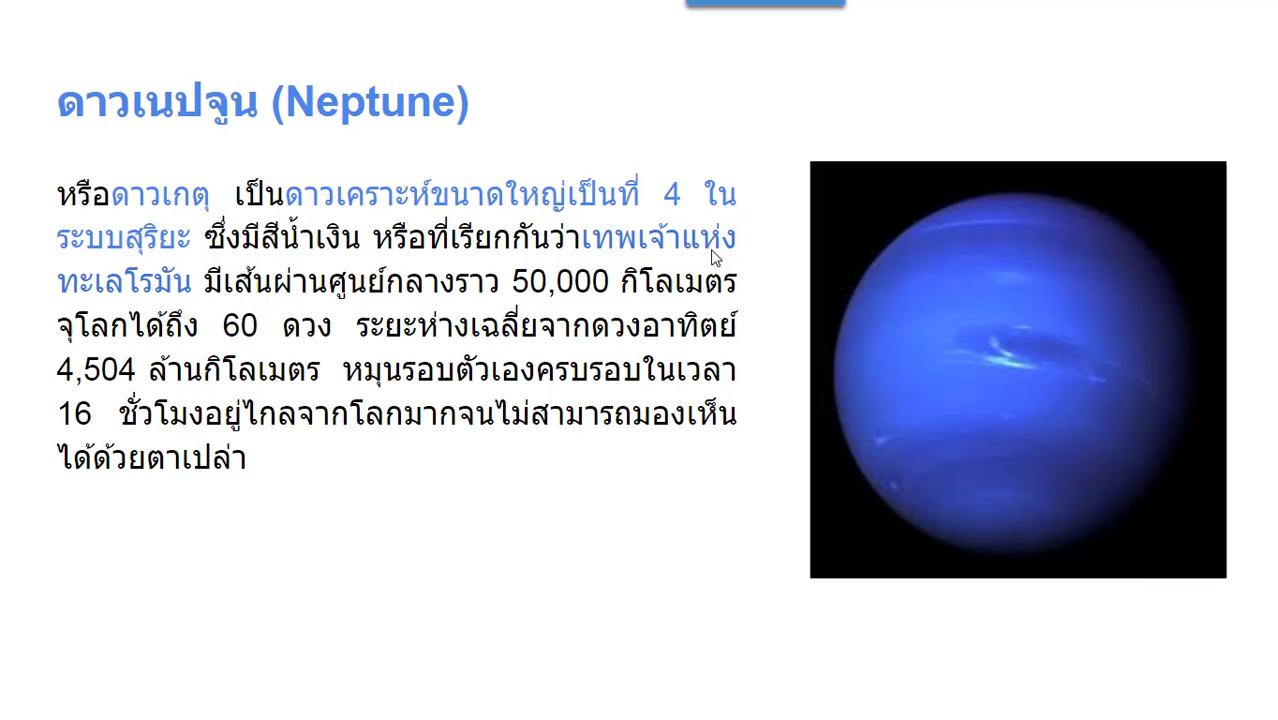 ดาวเนปจูน (Neptune)
หรือดาวเกตุ เป็นดาวเคราะห์ขนาดใหญ่เป็นที่ 4 ใน
ระบบสุริยะ ซึ่งมีสีน้ำเงิน หรือที่เรียกกันว่าเทพเจ้าแห่ง
ทะเลโรมัน มีเส้นผ่านศูนย์กลางราว 50,000 กิโลเมตร
จุโลกได้ถึง 60 ดวง ระยะห่างเฉลี่ยจากดวงอาทิตย์
4,504 ล้านกิโลเมตร หมุนรอบตัวเองครบรอบในเวลา
16 ชั่วโมงอยู่ไกลจากโลกมากจนไม่สามารถมองเห็น
ได้ด้วยตาเปล่า